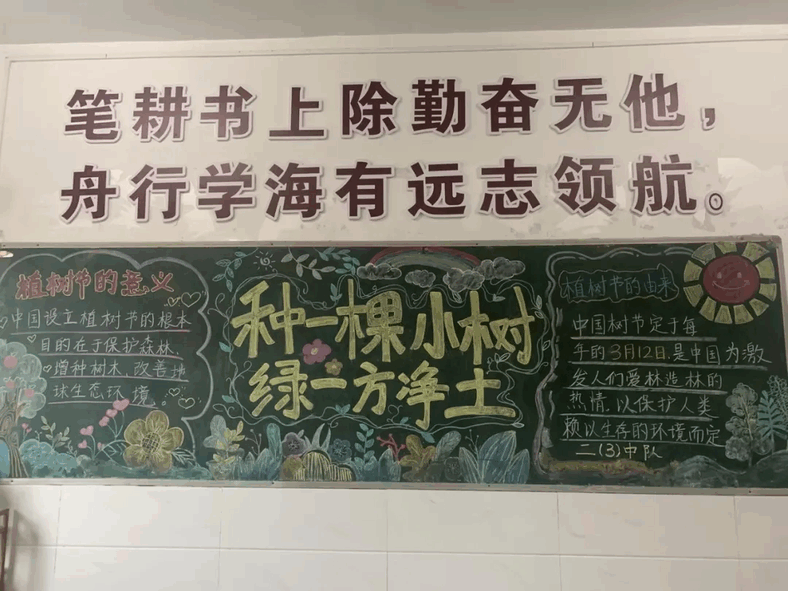 笔耕书上除勤奋无他，
舟行学海有远志领航。
植树节的意义
中国设立植树节的根本
目的在于保护森林、
增种树木、改善地
球生态环境。
种一棵小树
绿一方净土
植树节的由来
中国树节定于每
年的3月12日.是中国为激
发人们爱林造林的
热情.以保护人类
赖以生存的环境而定
二(3)中队